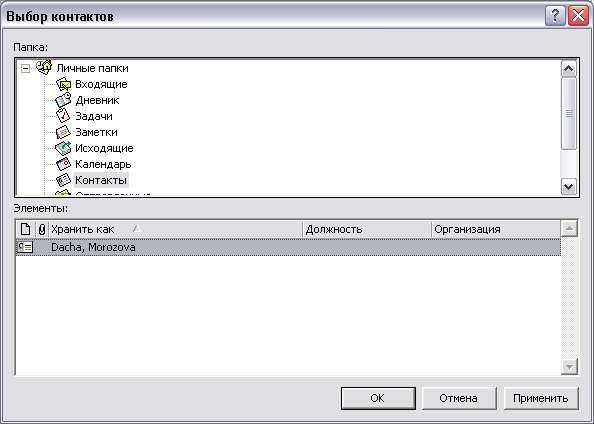 Выбор контактов
Папка:
Личные папки
Входящие
Дневник
Задачи
Заметки
Исходящие
Календарь
Контакты
Отправленные
Элементы:
Хранить как Должность Организация
Dacha, Morozova
OK Отмена Применить